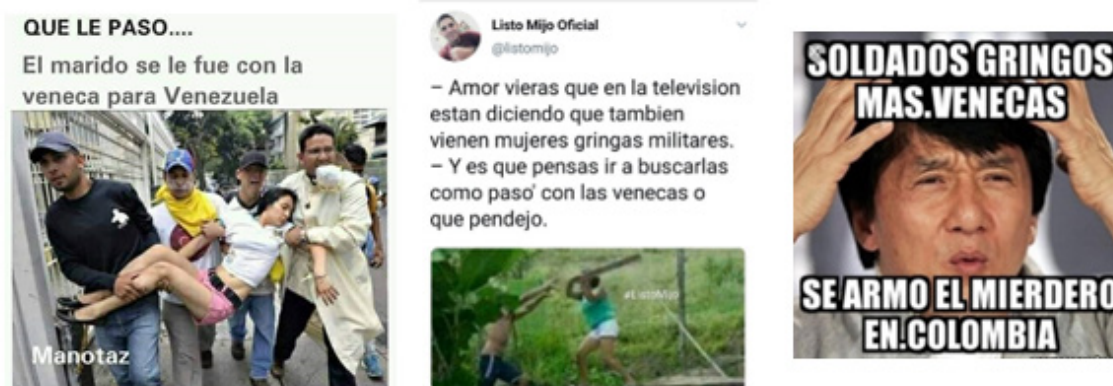 QUE LE PASO....
El marido se le fue con la
veneca para Venezuela
Manotaz
Listo Mijo Oficial
@listomijo
– Amor vieras que en la television
estan diciendo que tambien
vienen mujeres gringas militares.
– Y es que pensas ir a buscarlas
como paso' con las venecas o
que pendejo.
#ListoMijo
SOLDADOS GRINGOS
MAS.VENECAS
SE ARMO EL MIERDERO
EN.COLOMBIA